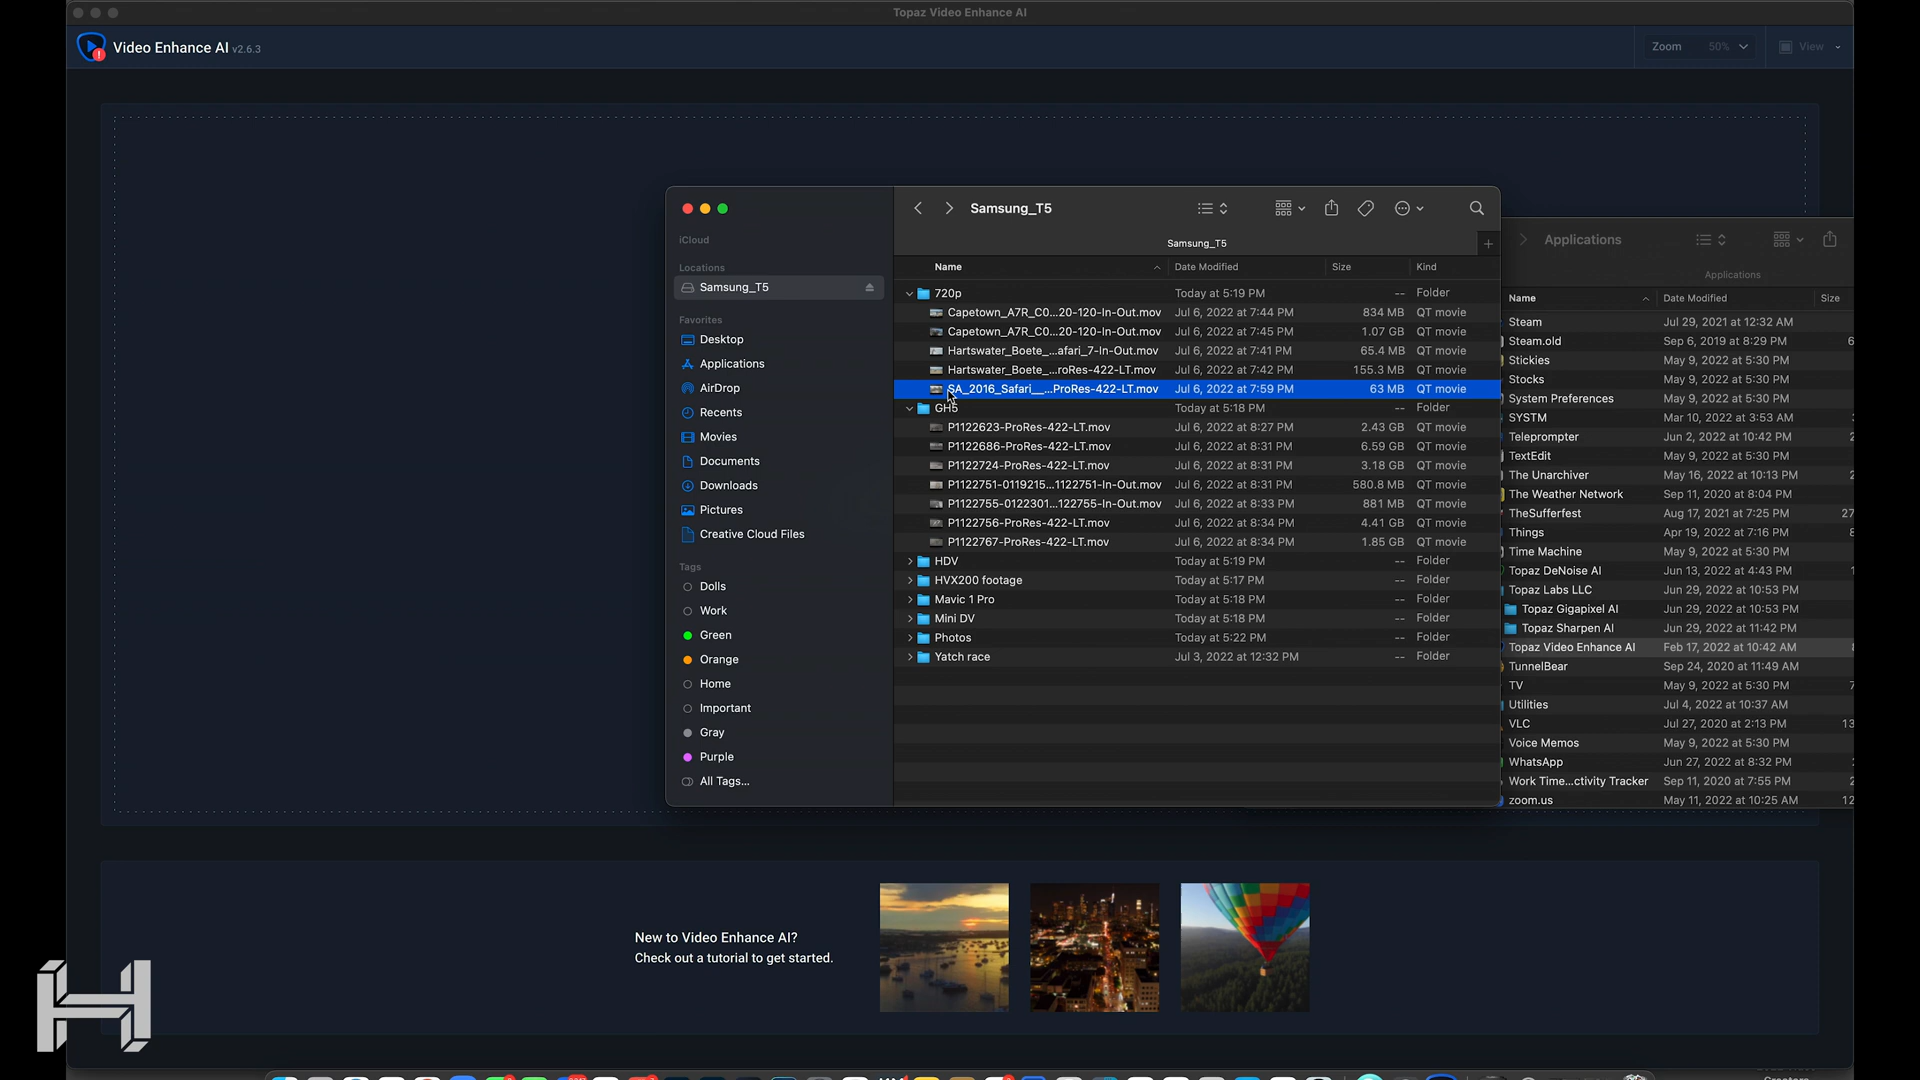 Topaz Video Enhance AI
Video Enhance AI v2.6.3
Zoom 50%
View
Samsung_T5
Samsung_T5
iCloud
Locations
Samsung_T5
Favorites
Desktop
Applications
AirDrop
Recents
Movies
Documents
Downloads
Pictures
Creative Cloud Files
Tags
Dolls
Work
Green
Orange
Home
Important
Gray
Purple
All Tags...
Name Date Modified Size Kind
720p Today at 5:19 PM -- Folder
Capetown_A7R_C0...20-120-In-Out.mov Jul 6, 2022 at 7:44 PM 834 MB QT movie
Capetown_A7R_C0...20-120-In-Out.mov Jul 6, 2022 at 7:45 PM 1.07 GB QT movie
Hartswater_Boete_...afari_7-In-Out.mov Jul 6, 2022 at 7:41 PM 65.4 MB QT movie
Hartswater_Boete_...roRes-422-LT.mov Jul 6, 2022 at 7:42 PM 155.3 MB QT movie
SA_2016_Safari__...ProRes-422-LT.mov Jul 6, 2022 at 7:59 PM 63 MB QT movie
GH5 Today at 5:18 PM -- Folder
P1122623-ProRes-422-LT.mov Jul 6, 2022 at 8:27 PM 2.43 GB QT movie
P1122686-ProRes-422-LT.mov Jul 6, 2022 at 8:31 PM 6.59 GB QT movie
P1122724-ProRes-422-LT.mov Jul 6, 2022 at 8:31 PM 3.18 GB QT movie
P1122751-0119215...1122751-In-Out.mov Jul 6, 2022 at 8:31 PM 580.8 MB QT movie
P1122755-0122301...122755-In-Out.mov Jul 6, 2022 at 8:33 PM 881 MB QT movie
P1122756-ProRes-422-LT.mov Jul 6, 2022 at 8:34 PM 4.41 GB QT movie
P1122767-ProRes-422-LT.mov Jul 6, 2022 at 8:34 PM 1.85 GB QT movie
HDV Today at 5:19 PM -- Folder
HVX200 footage Today at 5:17 PM -- Folder
Mavic 1 Pro Today at 5:18 PM -- Folder
Mini DV Today at 5:18 PM -- Folder
Photos Today at 5:22 PM -- Folder
Yatch race Jul 3, 2022 at 12:32 PM -- Folder
Applications
Applications
Name Date Modified Size
Steam Jul 29, 2021 at 12:32 AM
Steam.old Sep 6, 2019 at 8:29 PM 6
Stickies May 9, 2022 at 5:30 PM
Stocks May 9, 2022 at 5:30 PM
System Preferences May 9, 2022 at 5:30 PM
SYSTM Mar 10, 2022 at 3:53 AM
Teleprompter Jun 2, 2022 at 10:42 PM
TextEdit May 9, 2022 at 5:30 PM
The Unarchiver May 16, 2022 at 10:13 PM
The Weather Network Sep 11, 2020 at 8:04 PM
TheSufferfest Aug 17, 2021 at 7:25 PM 27
Things Apr 19, 2022 at 7:16 PM
Time Machine May 9, 2022 at 5:30 PM
Topaz DeNoise AI Jun 13, 2022 at 4:43 PM
Topaz Labs LLC Jun 29, 2022 at 10:53 PM
Topaz Gigapixel AI Jun 29, 2022 at 10:53 PM
Topaz Sharpen AI Jun 29, 2022 at 11:42 PM
Topaz Video Enhance AI Feb 17, 2022 at 10:42 AM
TunnelBear Sep 24, 2020 at 11:49 AM
TV May 9, 2022 at 5:30 PM
Utilities Jul 4, 2022 at 10:37 AM
VLC Jul 27, 2020 at 2:13 PM 13
Voice Memos May 9, 2022 at 5:30 PM
WhatsApp Jun 27, 2022 at 8:32 PM
Work Time...ctivity Tracker Sep 11, 2020 at 7:55 PM
zoom.us May 11, 2022 at 10:25 AM 12
New to Video Enhance AI?
Check out a tutorial to get started.
H